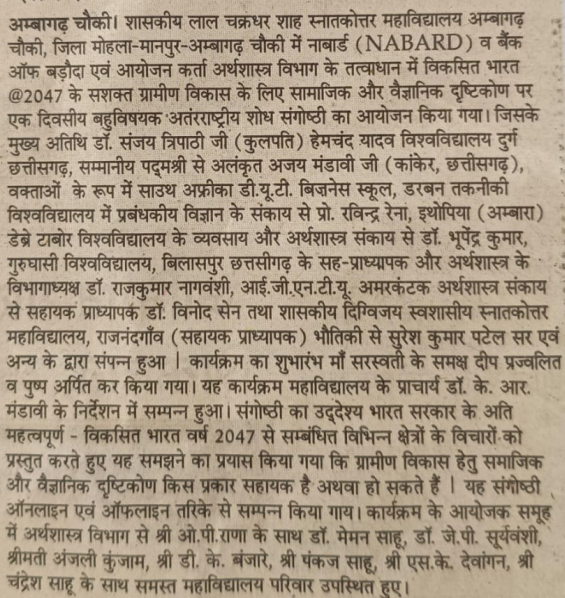 अम्बागढ़ चौकी। शासकीय लाल चक्रधर शाह स्नातकोत्तर महाविद्यालय अम्बागढ़
चौकी, जिला मोहला-मानपुर-अम्बागढ़ चौकी में नाबार्ड (NABARD) व बैंक
ऑफ बड़ौदा एवं आयोजन कर्ता अर्थशास्त्र विभाग के तत्वाधान में विकसित भारत
@2047 के सशक्त ग्रामीण विकास के लिए सामाजिक और वैज्ञानिक दृष्टिकोण पर
एक दिवसीय बहुविषयक अतंरराष्ट्रीय शोध संगोष्ठी का आयोजन किया गया। जिसके
मुख्य अतिथि डॉ. संजय त्रिपाठी जी (कुलपति) हेमचंद यादव विश्वविद्यालय दुर्ग
छत्तीसगढ़, सम्मानीय पद्मश्री से अलंकृत अजय मंडावी जी (कांकेर, छत्तीसगढ़),
वक्ताओं के रूप में साउथ अफ्रीका डी.यू.टी. बिजनेस स्कूल, डरबन तकनीकी
विश्वविद्यालय में प्रबंधकीय विज्ञान के संकाय से प्रो. रविन्द्र रेना, इथोपिया (अम्बारा)
डेब्रे टाबोर विश्वविद्यालय के व्यवसाय और अर्थशास्त्र संकाय से डॉ. भूपेंद्र कुमार,
गुरुघासी विश्वविद्यालय, बिलासपुर छत्तसीगढ़ के सह-प्राध्यापक और अर्थशास्त्र के
विभागाध्यक्ष डॉ. राजकुमार नागवंशी, आई.जी.एन.टी.यू. अमरकंटक अर्थशास्त्र संकाय
से सहायक प्राध्यापक डॉ. विनोद सेन तथा शासकीय दिग्विजय स्वशासीय स्नातकोत्तर
महाविद्यालय, राजनंदगाँव (सहायक प्राध्यापक) भौतिकी से सुरेश कुमार पटेल सर एवं
अन्य के द्वारा संपन्न हुआ | कार्यक्रम का शुभारंभ माँ सरस्वती के समक्ष दीप प्रज्वलित
व पुष्प अर्पित कर किया गया। यह कार्यक्रम महाविद्यालय के प्राचार्य डॉ. के. आर.
मंडावी के निर्देशन में सम्पन्न हुआ। संगोष्ठी का उद्देश्य भारत सरकार के अति
महत्वपूर्ण - विकसित भारत वर्ष 2047 से सम्बंधित विभिन्न क्षेत्रों के विचारों को
प्रस्तुत करते हुए यह समझने का प्रयास किया गया कि ग्रामीण विकास हेतु समाजिक
और वैज्ञानिक दृष्टिकोण किस प्रकार सहायक है अथवा हो सकते हैं | यह संगोष्ठी
ऑनलाइन एवं ऑफलाइन तरिके से सम्पन्न किया गाय। कार्यक्रम के आयोजक समूह
में अर्थशास्त्र विभाग से श्री ओ.पी.राणा के साथ डॉ. मेमन साहू, डॉ. जे.पी. सूर्यवंशी,
श्रीमती अंजली कुंजाम, श्री डी. के. बंजारे, श्री पंकज साहू, श्री एस.के. देवांगन, श्री
चंद्रेश साहू के साथ समस्त महाविद्यालय परिवार उपस्थित हुए।